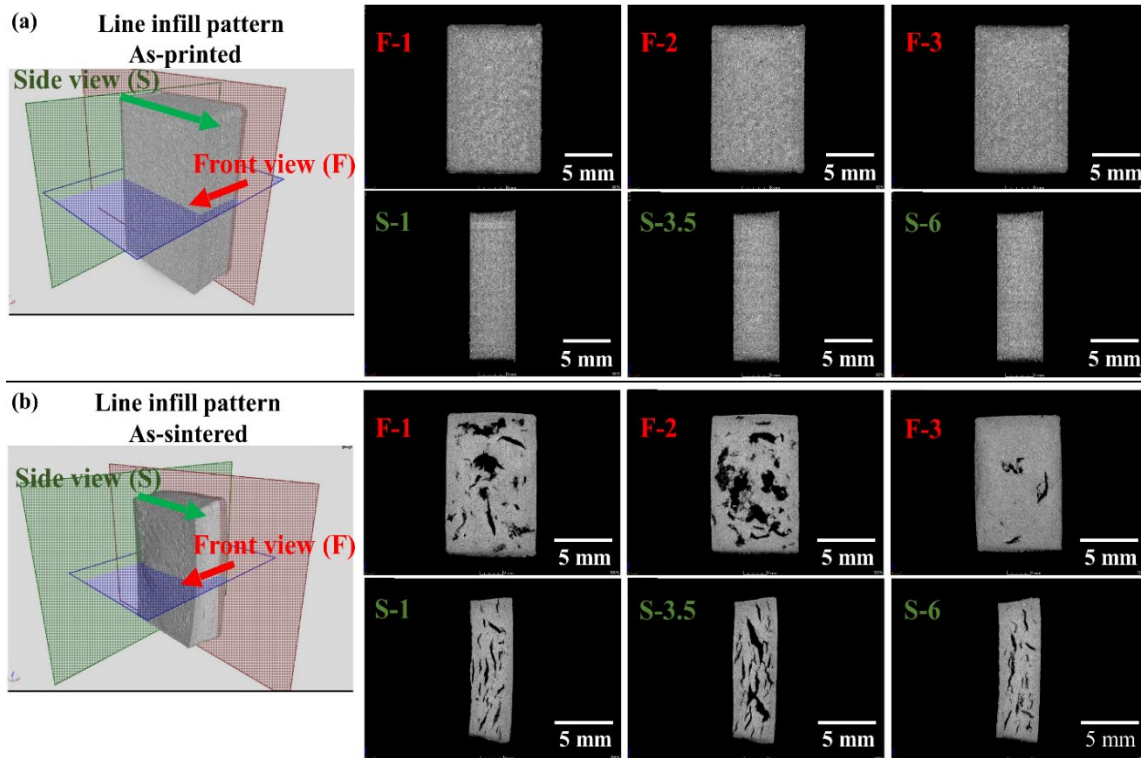 (a)
Line infill pattern
As-printed
Side view (S)
Front view (F)
F-1
5 mm
F-2
5 mm
F-3
5 mm
S-1
5 mm
S-3.5
5 mm
S-6
5 mm
(b)
Line infill pattern
As-sintered
Side view (S)
Front view (F)
F-1
5 mm
F-2
5 mm
F-3
5 mm
S-1
5 mm
S-3.5
5 mm
S-6
5 mm